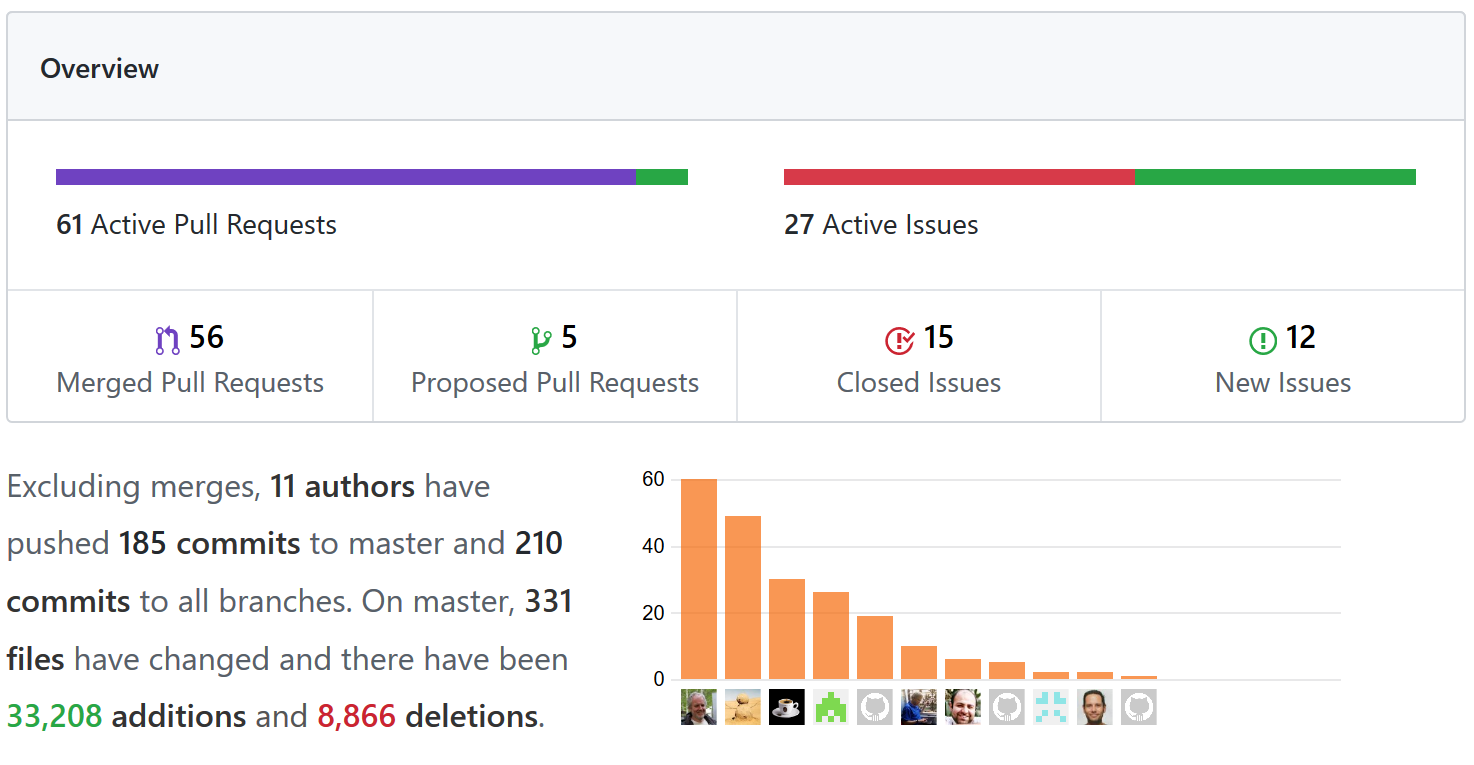 Overview
61 Active Pull Requests
27 Active Issues
56
Merged Pull Requests
5
Proposed Pull Requests
15
Closed Issues
12
New Issues
Excluding merges, 11 authors have
pushed 185 commits to master and 210
commits to all branches. On master, 331
files have changed and there have been
33,208 additions and 8,866 deletions.
60
40
20
0